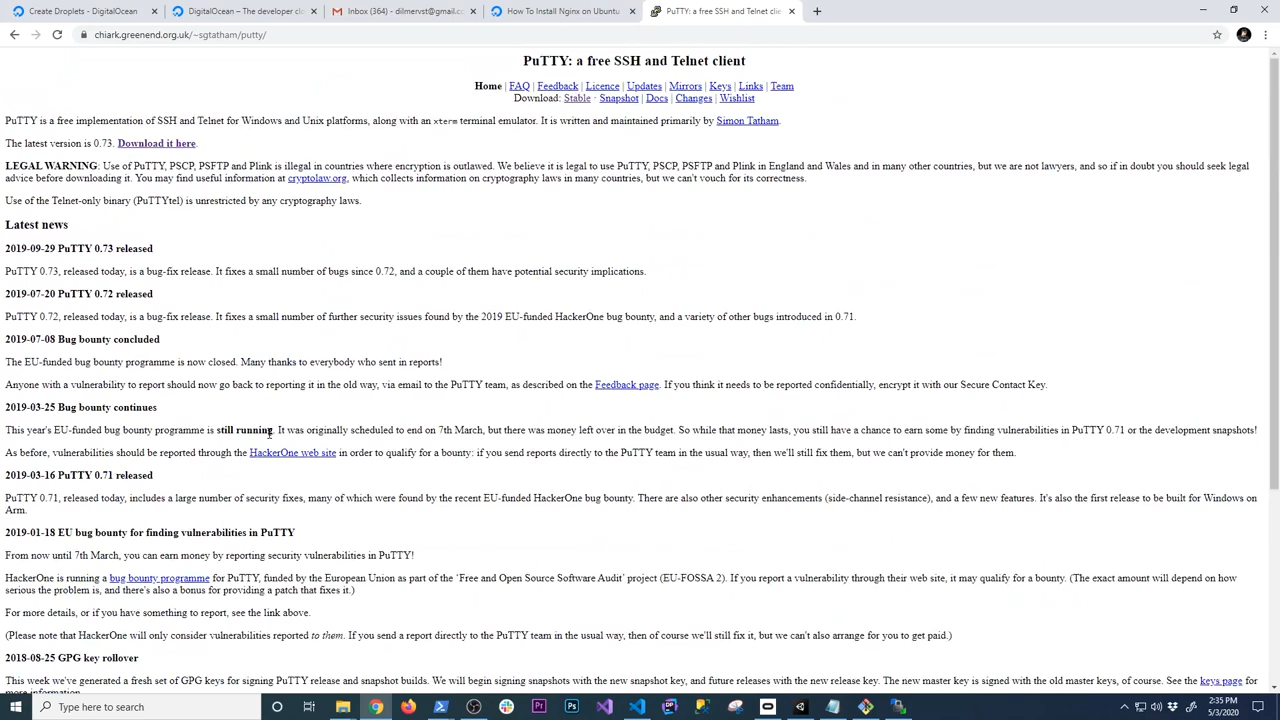 Create Droplets - DigitalOcean
DigitalOcean – The developer cl
Inbox (364) - dilmervst@gmail.c
How To Install Nginx on Ubuntu
PuTTY: a free SSH and Telnet clie
chiark.greenend.org.uk/~sgtatham/putty/
PuTTY: a free SSH and Telnet client
Home | FAQ | Feedback | Licence | Updates | Mirrors | Keys | Links | Team
Download: Stable · Snapshot | Docs | Changes | Wishlist
PuTTY is a free implementation of SSH and Telnet for Windows and Unix platforms, along with an xterm terminal emulator. It is written and maintained primarily by Simon Tatham.
The latest version is 0.73. Download it here.
LEGAL WARNING: Use of PuTTY, PSCP, PSFTP and Plink is illegal in countries where encryption is outlawed. We believe it is legal to use PuTTY, PSCP, PSFTP and Plink in England and Wales and in many other countries, but we are not lawyers, and so if in doubt you should seek legal
advice before downloading it. You may find useful information at cryptolaw.org, which collects information on cryptography laws in many countries, but we can't vouch for its correctness.
Use of the Telnet-only binary (PuTTYtel) is unrestricted by any cryptography laws.
Latest news
2019-09-29 PuTTY 0.73 released
PuTTY 0.73, released today, is a bug-fix release. It fixes a small number of bugs since 0.72, and a couple of them have potential security implications.
2019-07-20 PuTTY 0.72 released
PuTTY 0.72, released today, is a bug-fix release. It fixes a small number of further security issues found by the 2019 EU-funded HackerOne bug bounty, and a variety of other bugs introduced in 0.71.
2019-07-08 Bug bounty concluded
The EU-funded bug bounty programme is now closed. Many thanks to everybody who sent in reports!
Anyone with a vulnerability to report should now go back to reporting it in the old way, via email to the PuTTY team, as described on the Feedback page. If you think it needs to be reported confidentially, encrypt it with our Secure Contact Key.
2019-03-25 Bug bounty continues
This year's EU-funded bug bounty programme is still running. It was originally scheduled to end on 7th March, but there was money left over in the budget. So while that money lasts, you still have a chance to earn some by finding vulnerabilities in PuTTY 0.71 or the development snapshots!
As before, vulnerabilities should be reported through the HackerOne web site in order to qualify for a bounty: if you send reports directly to the PuTTY team in the usual way, then we'll still fix them, but we can't provide money for them.
2019-03-16 PuTTY 0.71 released
PuTTY 0.71, released today, includes a large number of security fixes, many of which were found by the recent EU-funded HackerOne bug bounty. There are also other security enhancements (side-channel resistance), and a few new features. It's also the first release to be built for Windows on
Arm.
2019-01-18 EU bug bounty for finding vulnerabilities in PuTTY
From now until 7th March, you can earn money by reporting security vulnerabilities in PuTTY!
HackerOne is running a bug bounty programme for PuTTY, funded by the European Union as part of the ‘Free and Open Source Software Audit’ project (EU-FOSSA 2). If you report a vulnerability through their web site, it may qualify for a bounty. (The exact amount will depend on how
serious the problem is, and there's also a bonus for providing a patch that fixes it.)
For more details, or if you have something to report, see the link above.
(Please note that HackerOne will only consider vulnerabilities reported to them. If you send a report directly to the PuTTY team in the usual way, then of course we'll still fix it, but we can't also arrange for you to get paid.)
2018-08-25 GPG key rollover
This week we've generated a fresh set of GPG keys for signing PuTTY release and snapshot builds. We will begin signing snapshots with the new snapshot key, and future releases with the new release key. The new master key is signed with the old master keys, of course. See the keys page for
more information.
Type here to search
2:35 PM
5/3/2020